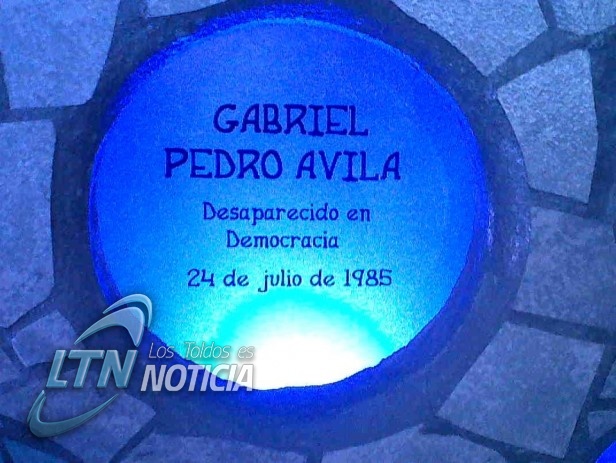 GABRIEL
PEDRO AVILA
Desaparecido en
Democracia
24 de julio de 1985
LTN Los Toldos es
NOTICIA